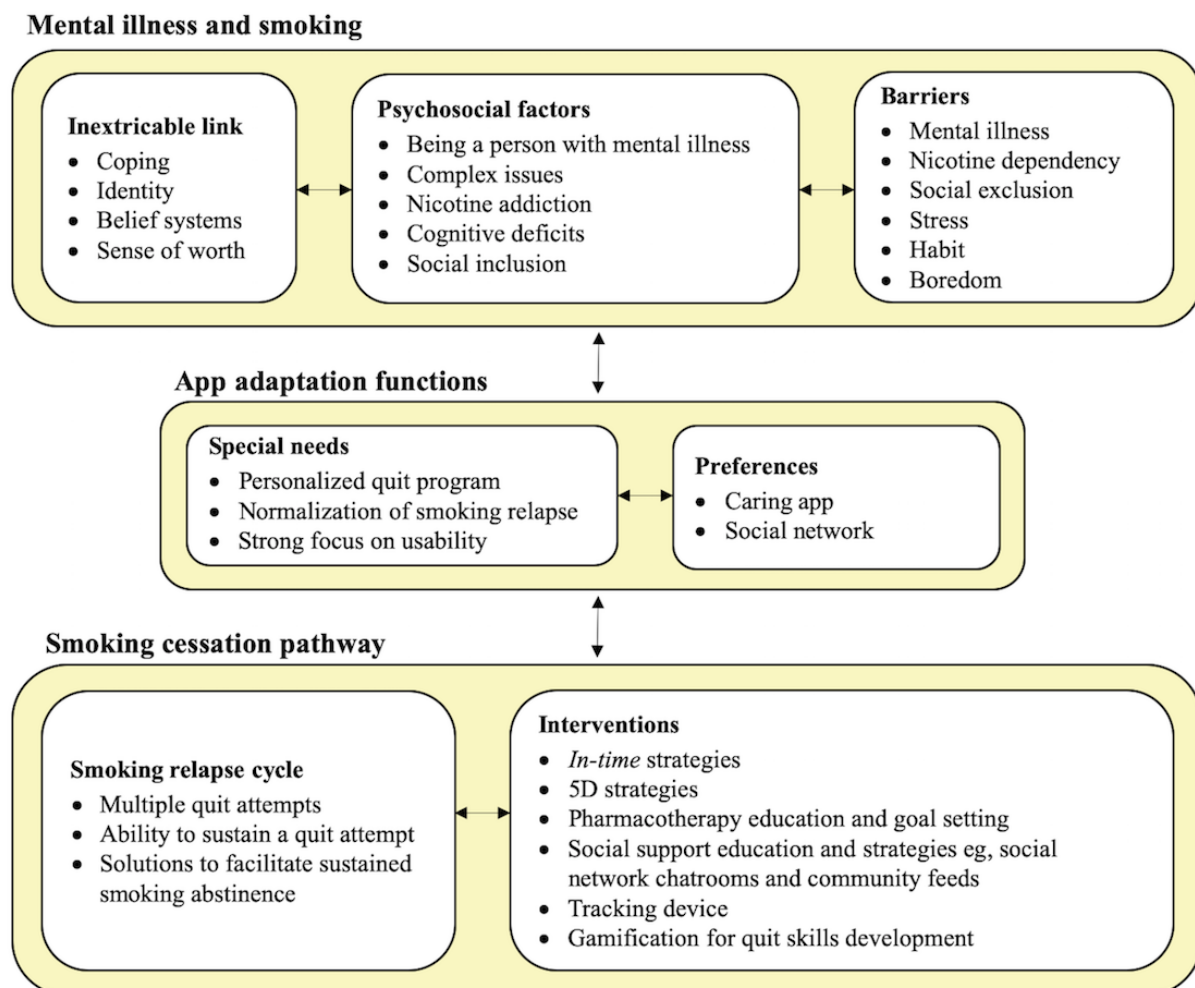 Mental illness and smoking
Inextricable link
• Coping
• Identity
• Belief systems
• Sense of worth
Psychosocial factors
• Being a person with mental illness
• Complex issues
• Nicotine addiction
• Cognitive deficits
• Social inclusion
Barriers
• Mental illness
• Nicotine dependency
• Social exclusion
• Stress
• Habit
• Boredom
App adaptation functions
Special needs
• Personalized quit program
• Normalization of smoking relapse
• Strong focus on usability
Preferences
• Caring app
• Social network
Smoking cessation pathway
Smoking relapse cycle
• Multiple quit attempts
• Ability to sustain a quit attempt
• Solutions to facilitate sustained
smoking abstinence
Interventions
• In-time strategies
• 5D strategies
• Pharmacotherapy education and goal setting
• Social support education and strategies eg, social
network chatrooms and community feeds
• Tracking device
• Gamification for quit skills development